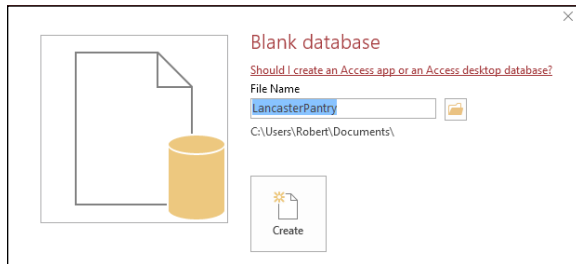 Blank database
Should I create an Access app or an Access desktop database?
File Name
LancasterPantry
C:\Users\Robert\Documents\
Create